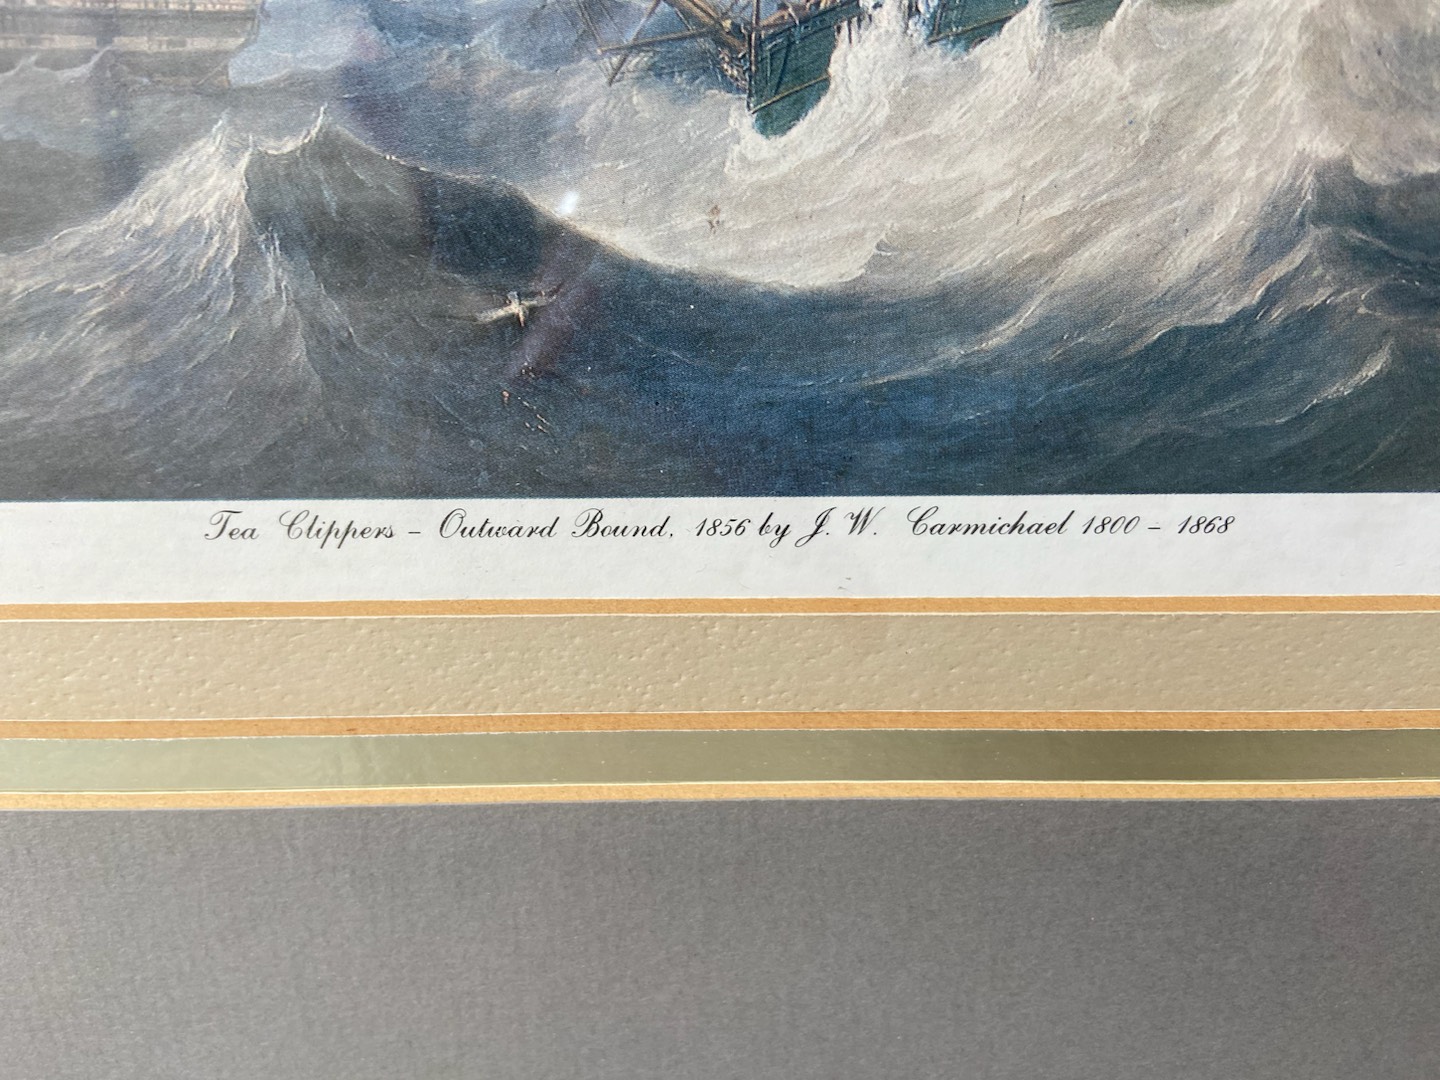 Tea Clippers – Outward Bound, 1856 by J. W. Carmichael 1800 – 1868